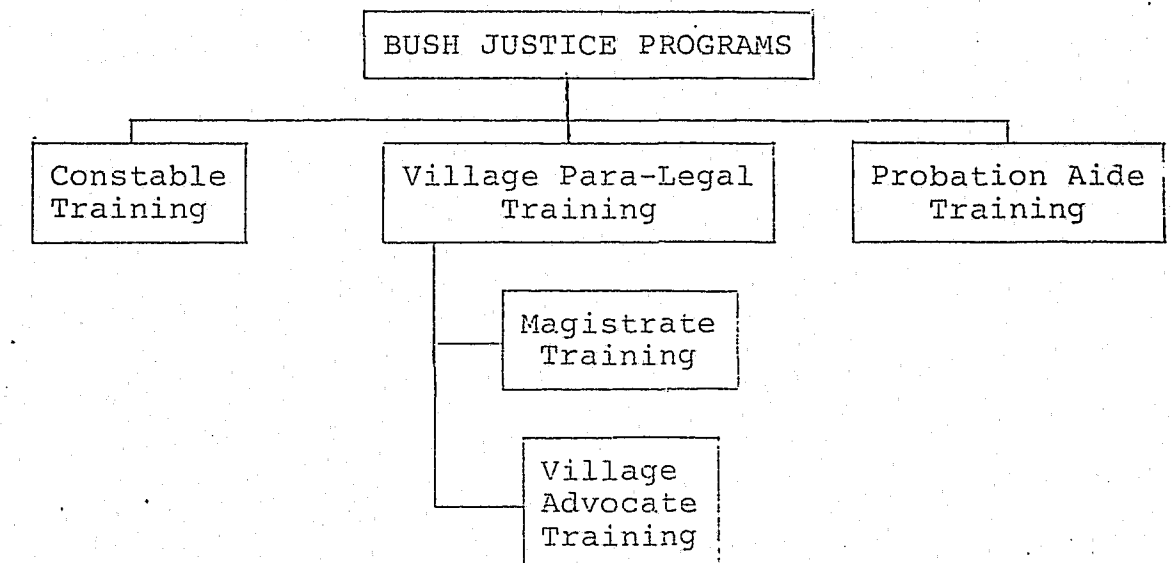 BUSH JUSTICE PROGRAMS
Constable
Training
Village Para-Legal
Training
Probation Aide
Training
Magistrate
Training
Village
Advocate
Training